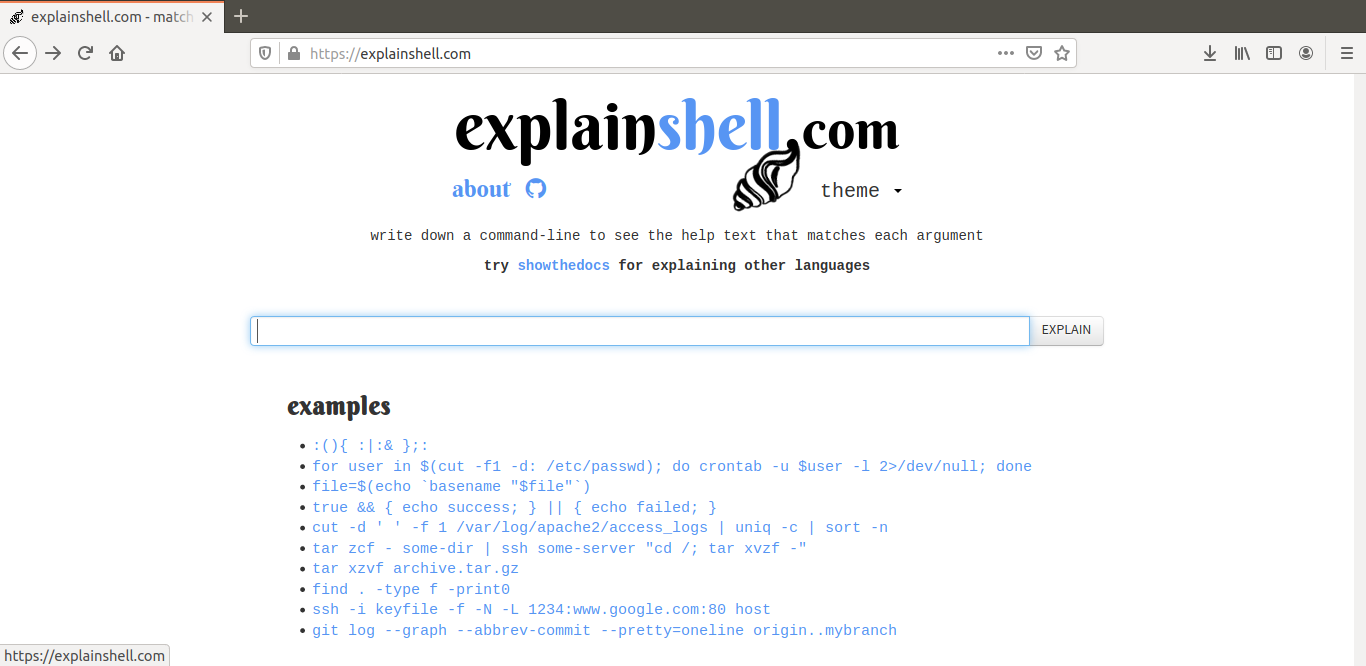 explainshell.com - match
https://explainshell.com
explainshell.com
about
theme
write down a command-line to see the help text that matches each argument
try showthedocs for explaining other languages
EXPLAIN
examples
:(){ :|:& };:
for user in $(cut -f1 -d: /etc/passwd); do crontab -u $user -l 2>/dev/null; done
file=$(echo `basename "$file"`)
true && { echo success; } || { echo failed; }
cut -d ' ' -f 1 /var/log/apache2/access_logs | uniq -c | sort -n
tar zcf - some-dir | ssh some-server "cd /; tar xvzf -"
tar xzvf archive.tar.gz
find . -type f -print0
ssh -i keyfile -f -N -L 1234:www.google.com:80 host
git log --graph --abbrev-commit --pretty=oneline origin..mybranch
https://explainshell.com